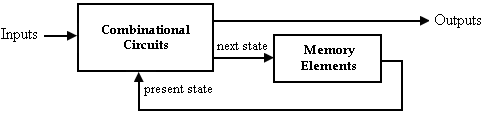 Inputs
Combinational
Circuits
Outputs
next state
Memory
Elements
present state